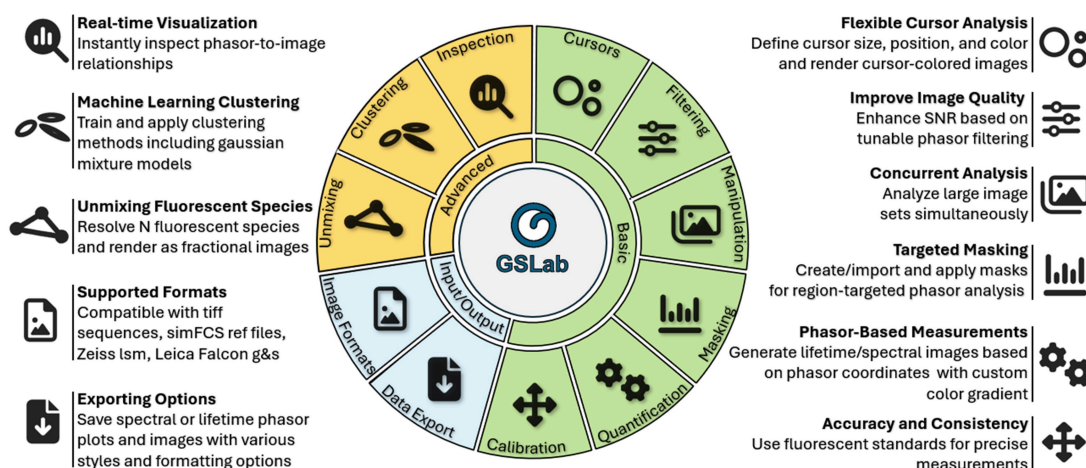 Real-time Visualization
Instantly inspect phasor-to-image
relationships
Machine Learning Clustering
Train and apply clustering
methods including gaussian
mixture models
Unmixing Fluorescent Species
Resolve N fluorescent species
and render as fractional images
Supported Formats
Compatible with tiff
sequences, simFCS ref files,
Zeiss lsm, Leica Falcon g&s
Exporting Options
Save spectral or lifetime phasor
plots and images with various
styles and formatting options
Inspection
Cursors
Clustering
Filtering
Unmixing
Advanced
Basic
Manipulation
GSLab
Input/Output
Image Formats
Masking
Data Export
Calibration
Quantification
Flexible Cursor Analysis
Define cursor size, position, and color
and render cursor-colored images
Improve Image Quality
Enhance SNR based on
tunable phasor filtering
Concurrent Analysis
Analyze large image
sets simultaneously
Targeted Masking
Create/import and apply masks
for region-targeted phasor analysis
Phasor-Based Measurements
Generate lifetime/spectral images based
on phasor coordinates with custom
color gradient
Accuracy and Consistency
Use fluorescent standards for precise
measurements